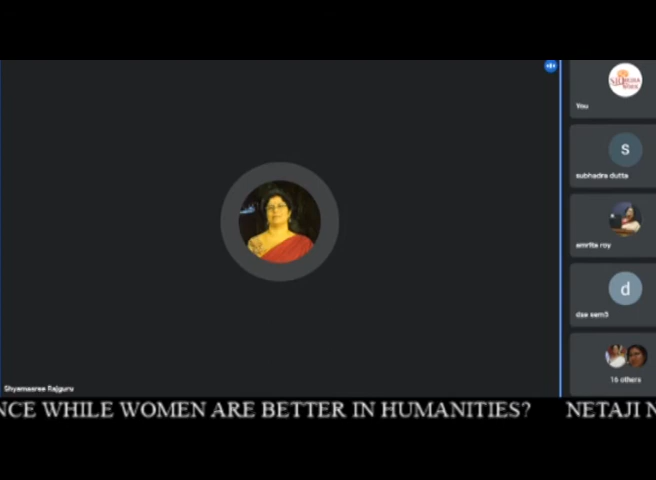 You
s
subhadra dutta
amrita roy
d
dse sem3
16 others
Shyamasree Rajguru
NCE WHILE WOMEN ARE BETTER IN HUMANITIES? NETAJI N